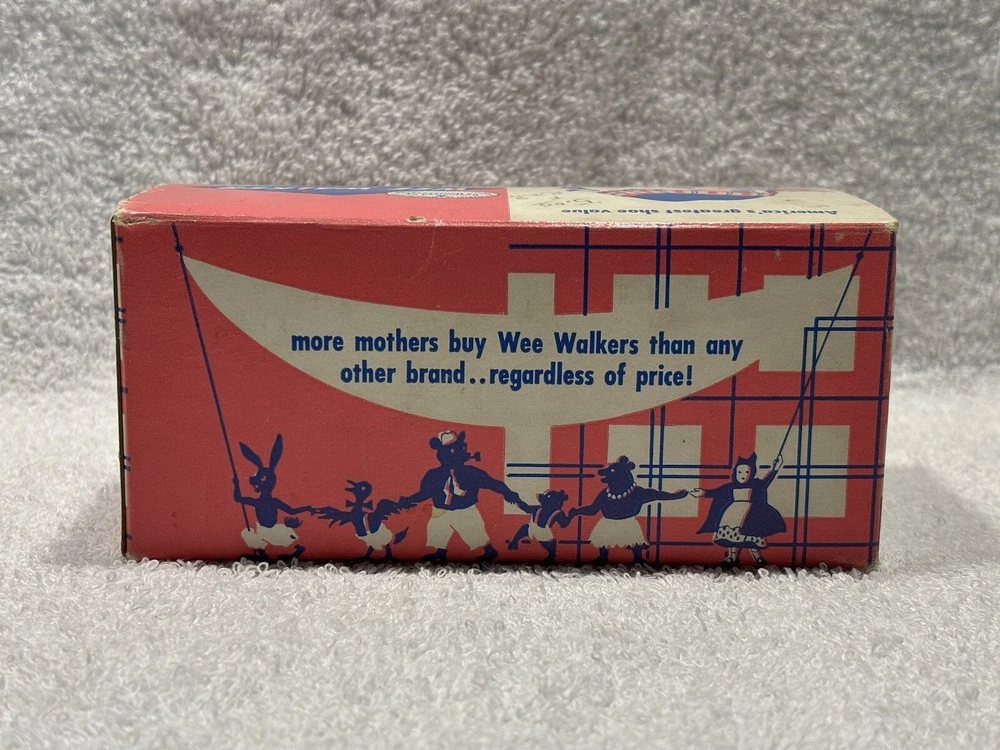 America's greatest shoe value
more mothers buy Wee Walkers than any
other brand..regardless of price!